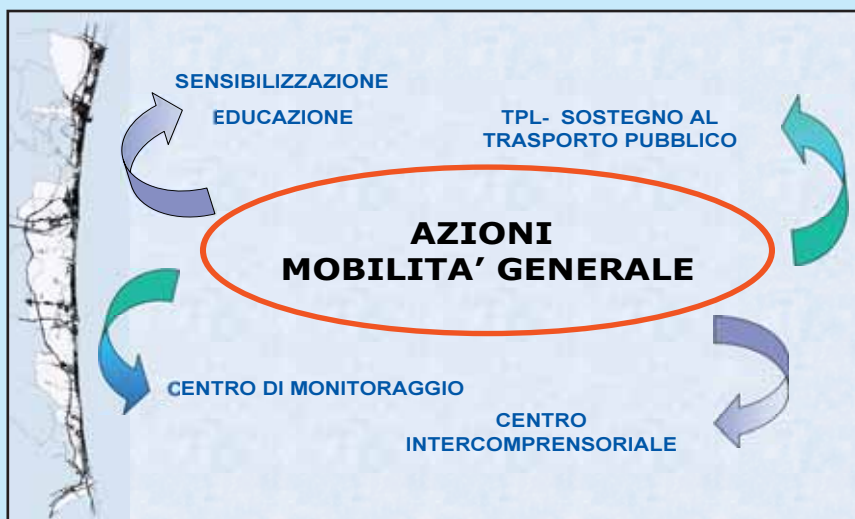 SENSIBILIZZAZIONE
EDUCAZIONE
TPL- SOSTEGNO AL
TRASPORTO PUBBLICO
AZIONI
MOBILITA’ GENERALE
CENTRO DI MONITORAGGIO
CENTRO
INTERCOMPRENSORIALE